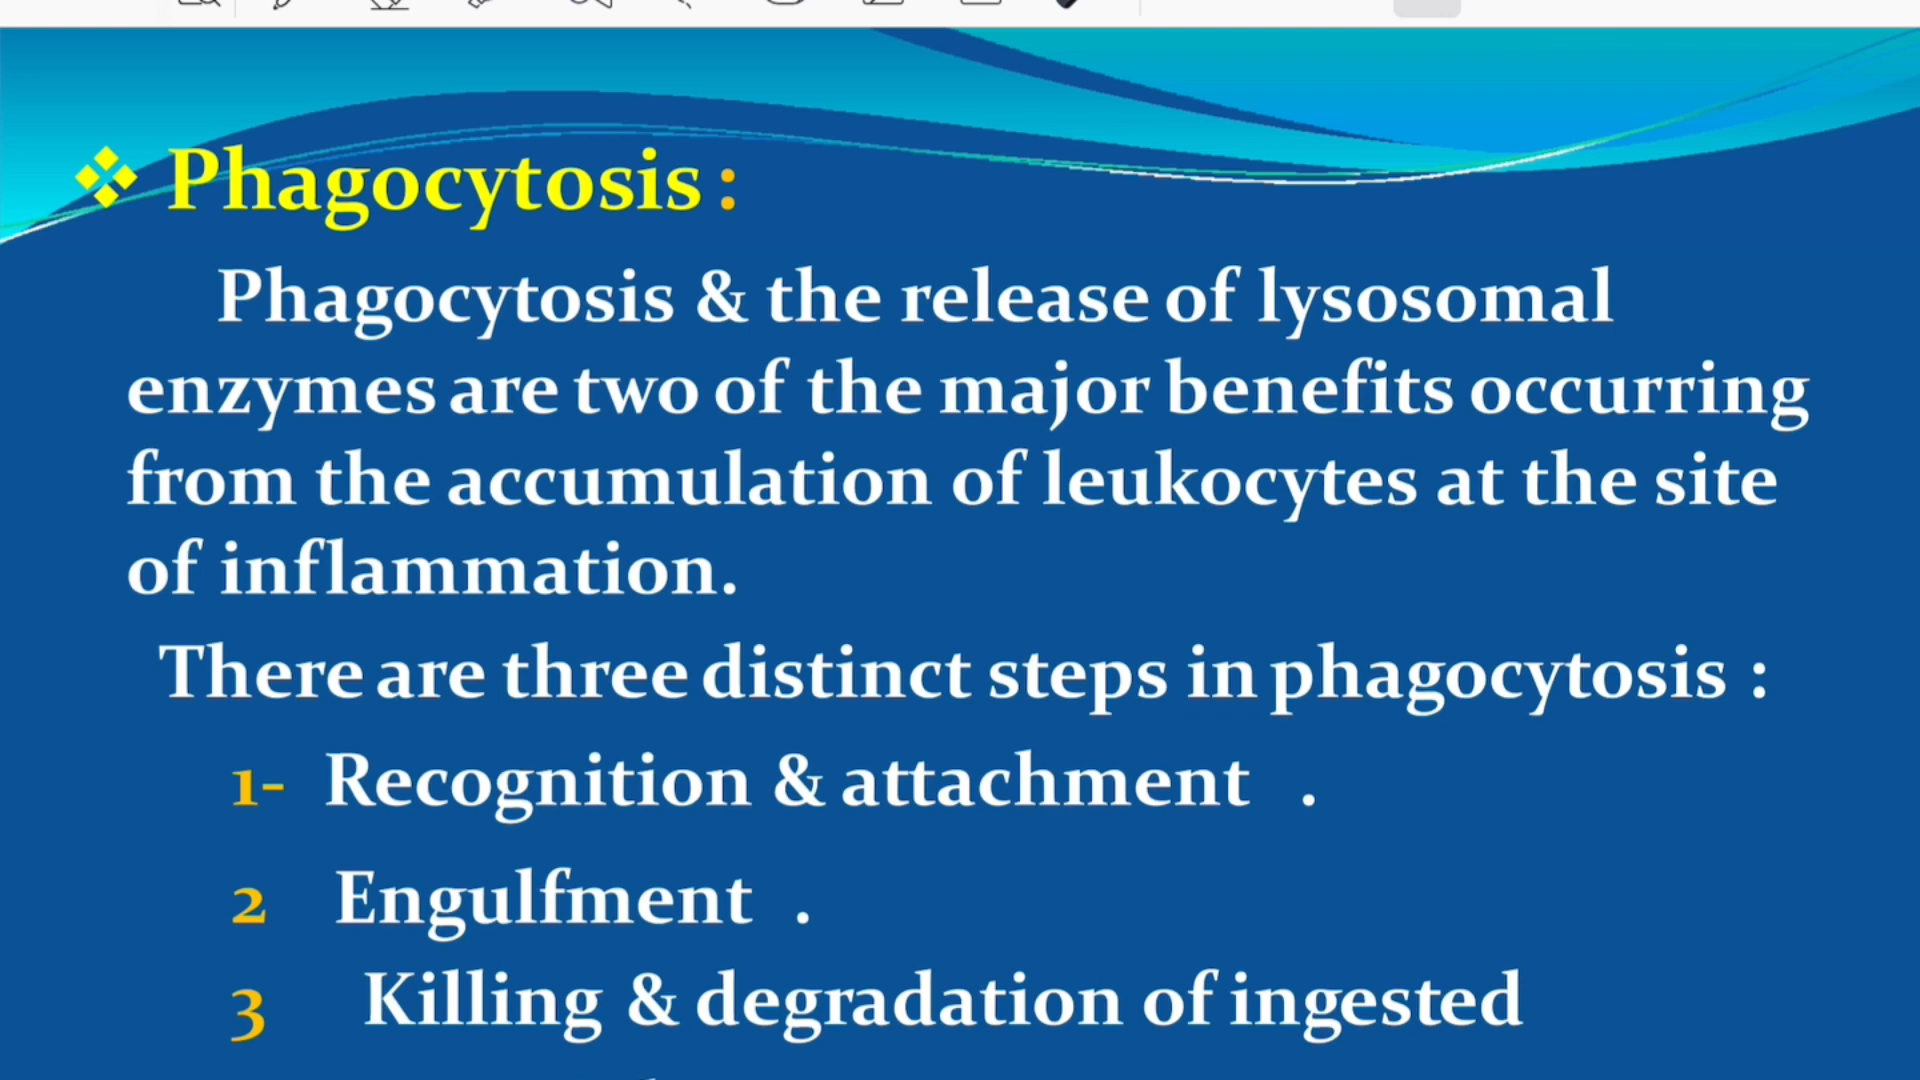 ❖ Phagocytosis :
Phagocytosis & the release of lysosomal
enzymes are two of the major benefits occurring
from the accumulation of leukocytes at the site
of inflammation.
There are three distinct steps in phagocytosis :
1- Recognition & attachment .
2 Engulfment .
3 Killing & degradation of ingested